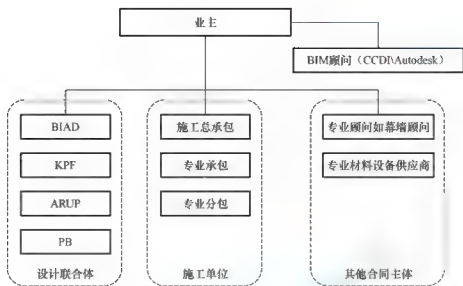 业主
BIM顾问（CCDI\Autodesk）
BIAD
KPF
ARUP
PB
设计联合体
施工总承包
专业承包
专业分包
施工单位
专业顾问如幕墙顾问
专业材料设备供应商
其他合同主体